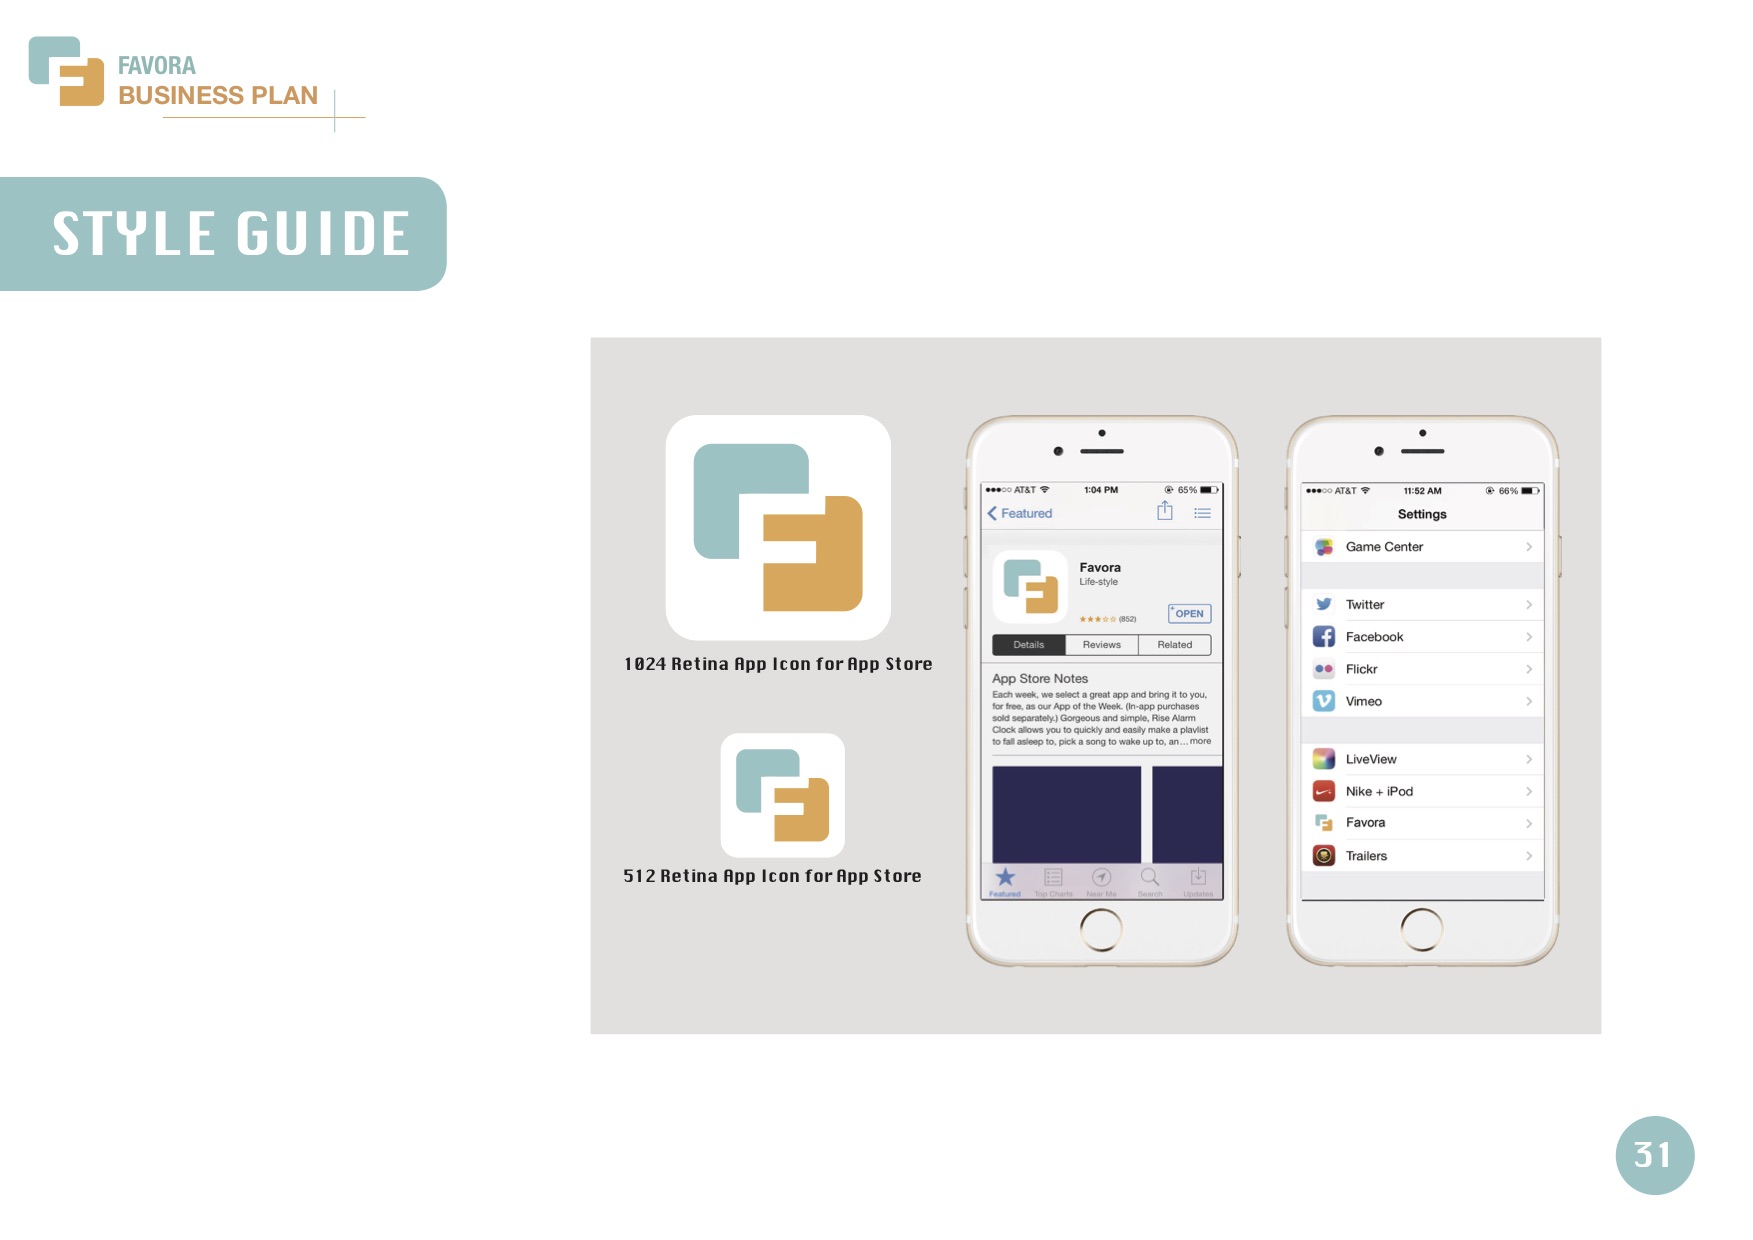 FAVORA
BUSINESS PLAN
STYLE GUIDE
1024 Retina App Icon for App Store
512 Retina App Icon for App Store
AT&T 1:04 PM 65%
Featured
Favora
Life-style
(852)
OPEN
Details Reviews Related
App Store Notes
Each week, we select a great app and bring it to you,
for free, as our App of the Week. (In-app purchases
sold separately.) Gorgeous and simple, Rise Alarm
Clock allows you to quickly and easily make a playlist
to fall asleep to, pick a song to wake up to, an... more
Featured Top Charts Near Me Search Updates
AT&T 11:52 AM 66%
Settings
Game Center
Twitter
Facebook
Flickr
Vimeo
LiveView
Nike + iPod
Favora
Trailers
31